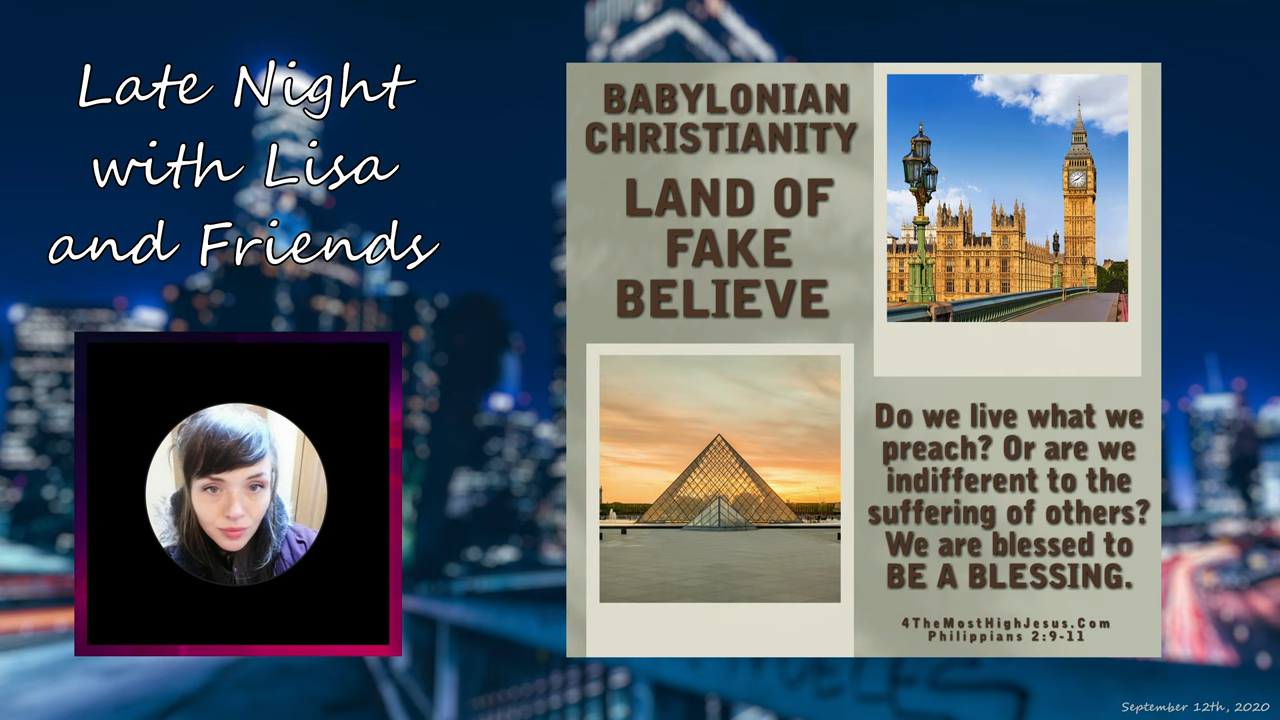 Late Night
with Lisa
and Friends
BABYLONIAN
CHRISTIANITY
LAND OF
FAKE
BELIEVE
Do we live what we
preach? Or are we
indifferent to the
suffering of others?
We are blessed to
BE A BLESSING.
4TheMostHighJesus.Com
Philippians 2:9-11
September 12th, 2020